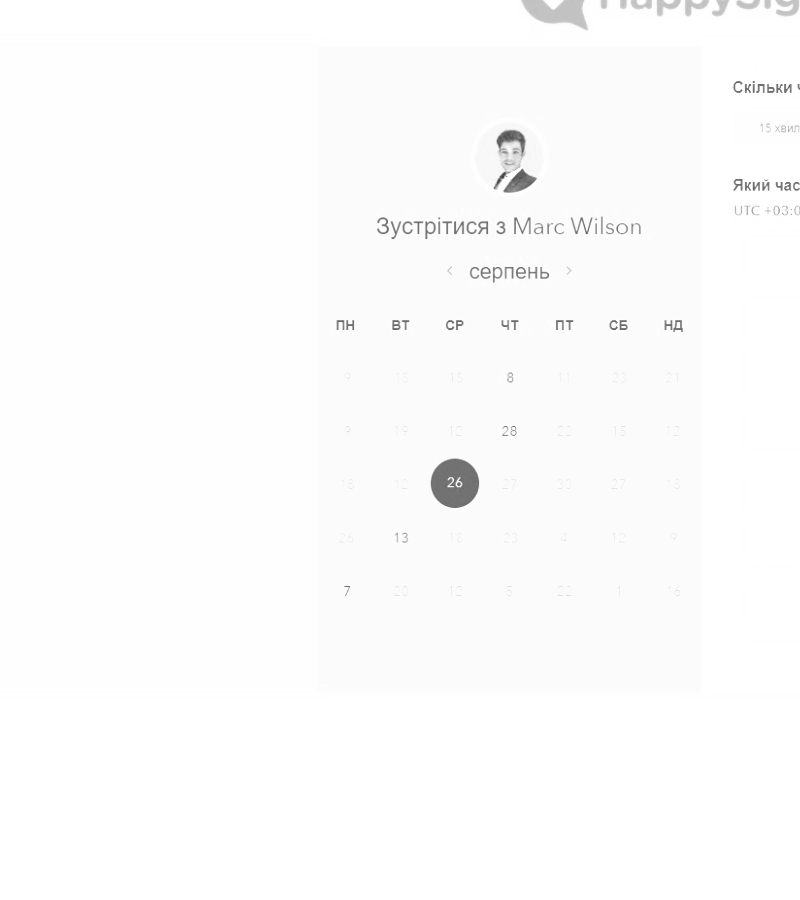 HappySig
Зустрітися з Marc Wilson
‹ серпень ›
ПН ВТ СР ЧТ ПТ СБ НД
9 15 15 8 11 23 21
9 19 12 28 22 15 12
18 12 26 27 30 27 18
26 13 18 23 4 12 9
7 20 12 5 22 1 16
Скільки ч
15 хвил
Який час
UTC +03:0